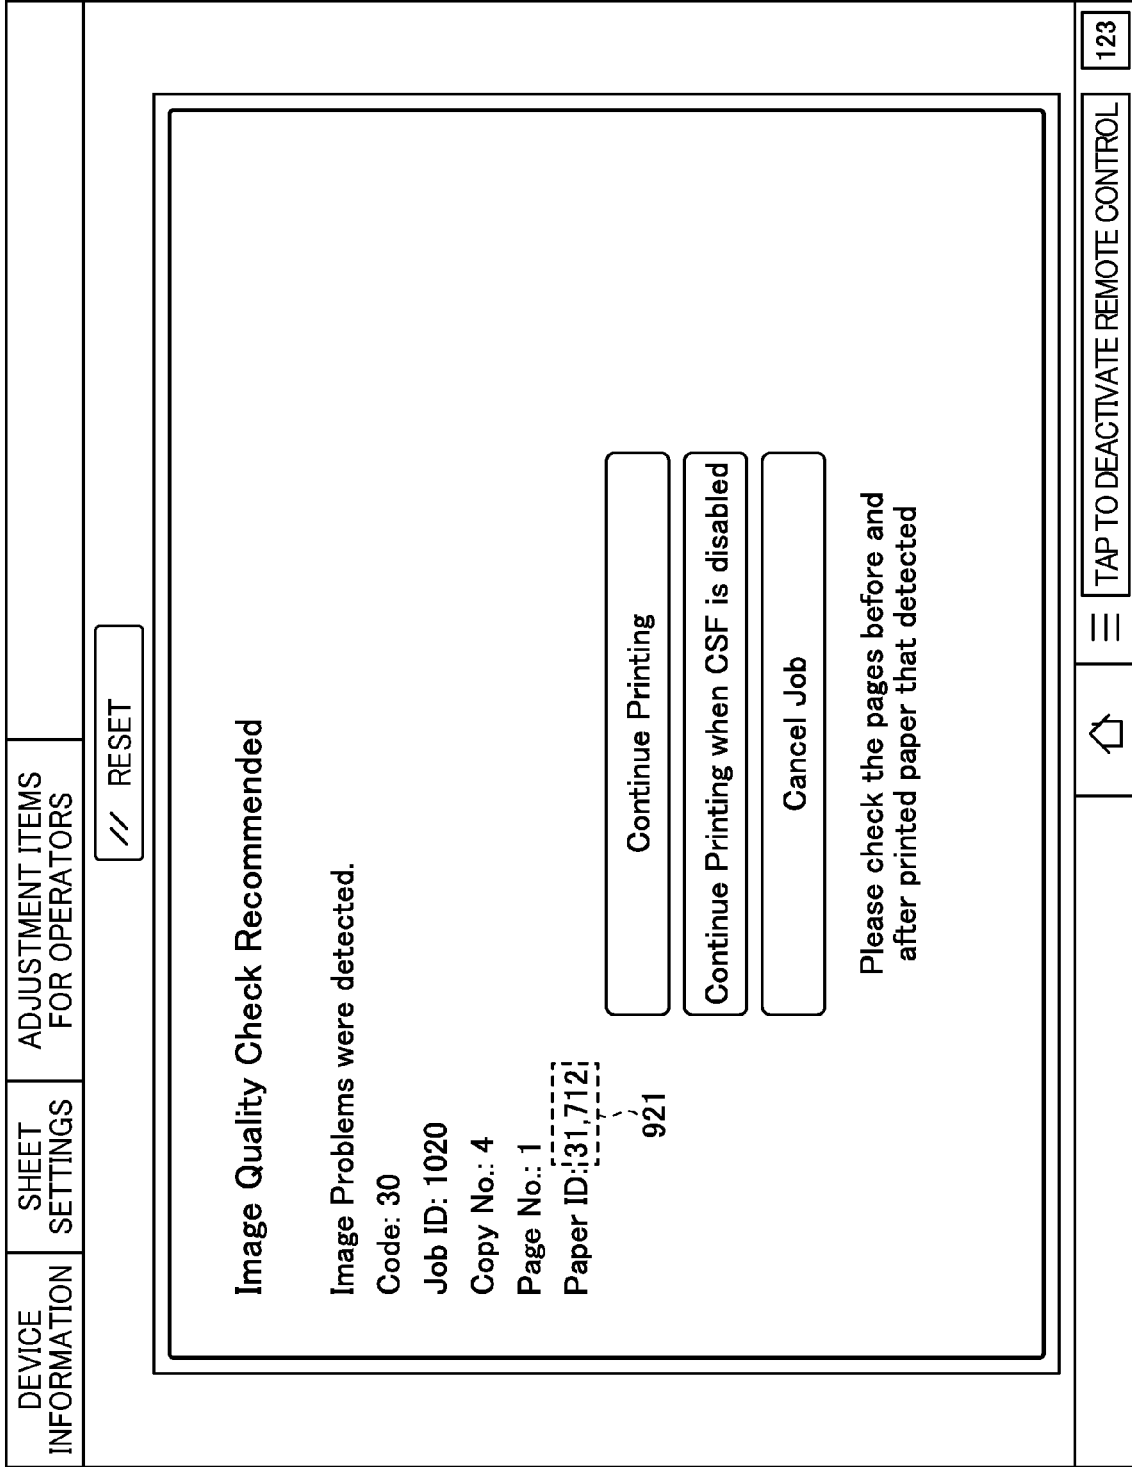 DEVICE
INFORMATION
SHEET
SETTINGS
ADJUSTMENT ITEMS
FOR OPERATORS
// RESET
Image Quality Check Recommended
Image Problems were detected.
Code: 30
Job ID: 1020
Copy No.: 4
Page No.: 1
Paper ID: 31,712
921
Continue Printing
Continue Printing when CSF is disabled
Cancel Job
Please check the pages before and
after printed paper that detected
TAP TO DEACTIVATE REMOTE CONTROL
123